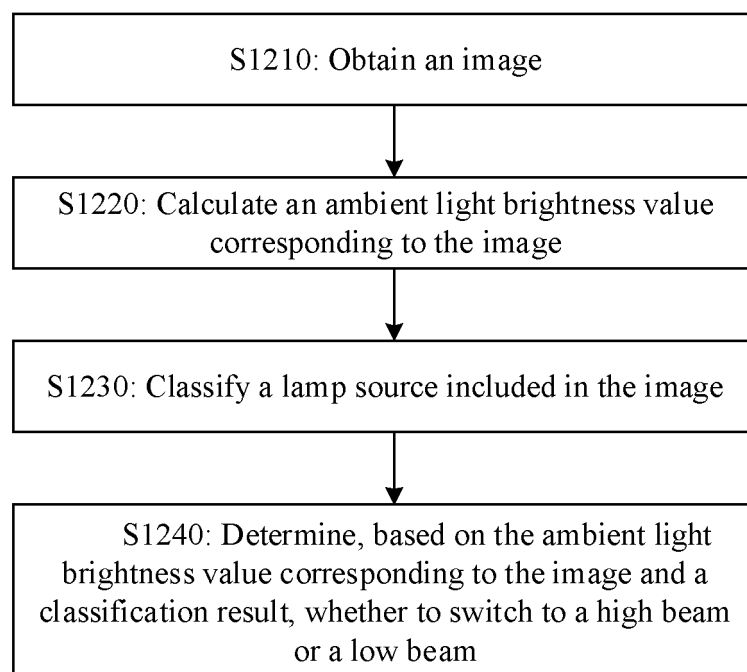 S1210: Obtain an image
S1220: Calculate an ambient light brightness value
corresponding to the image
S1230: Classify a lamp source included in the image
S1240: Determine, based on the ambient light
brightness value corresponding to the image and a
classification result, whether to switch to a high beam
or a low beam